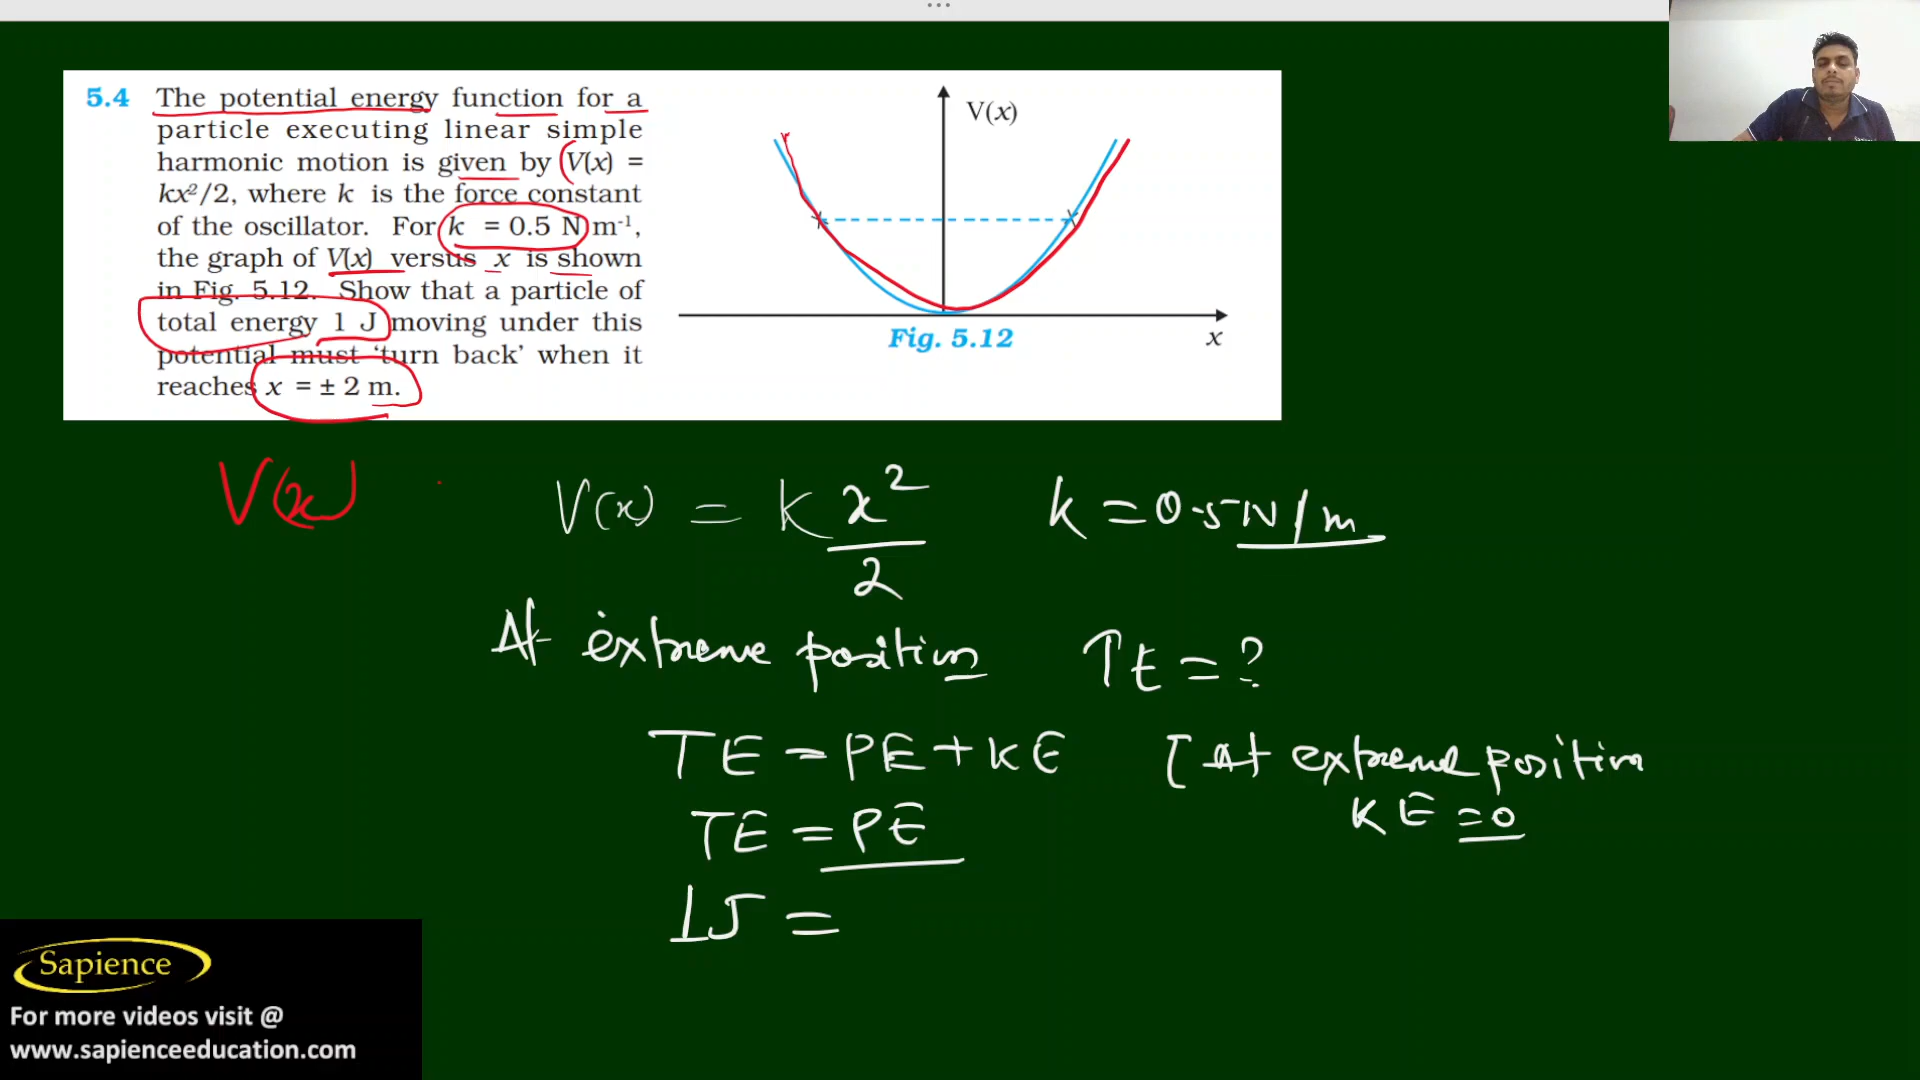 ...
5.4 The potential energy function for a
particle executing linear simple
harmonic motion is given by V(x) =
kx²/2, where k is the force constant
of the oscillator. For k = 0.5 N m⁻¹,
the graph of V(x) versus x is shown
in Fig. 5.12. Show that a particle of
total energy 1 J moving under this
potential must ‘turn back’ when it
reaches x = ± 2 m.
V(x)
Fig. 5.12
x
V(x)
V(x) = K x²/2
k = 0.5 N/m
At extreme position TE = ?
TE = PE + KE [At extreme position
KE = 0
TE = PE
1J =
Sapience
For more videos visit @
www.sapienceeducation.com